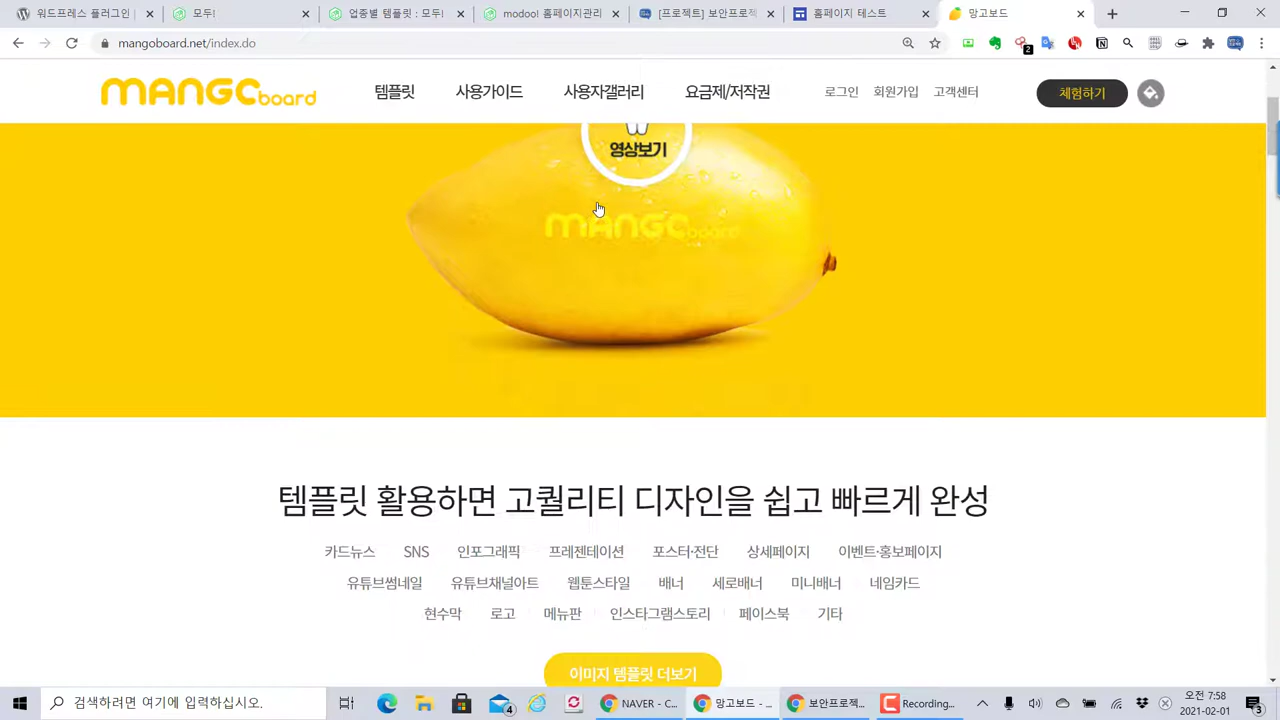 워드프레스 플러그인
모두!
업종별 템플릿 : 모두!
modoo! 홈페이지관리
[프로젝트] 보안프로젝
홈페이지 테스트
망고보드
mangoboard.net/index.do
2
MANGOboard
템플릿
사용가이드
사용자갤러리
요금제/저작권
로그인
회원가입
고객센터
체험하기
영상보기
mangoboard
템플릿 활용하면 고퀄리티 디자인을 쉽고 빠르게 완성
카드뉴스 SNS 인포그래픽 프레젠테이션 포스터·전단 상세페이지 이벤트·홍보페이지
유튜브썸네일 유튜브채널아트 웹툰스타일 배너 세로배너 미니배너 네임카드
현수막 로고 메뉴판 인스타그램스토리 페이스북 기타
이미지 템플릿 더보기
검색하려면 여기에 입력하십시오.
4
NAVER - C...
망고보드 - ...
보안프로젝...
Recording...
오전 7:58
2021-02-01
3